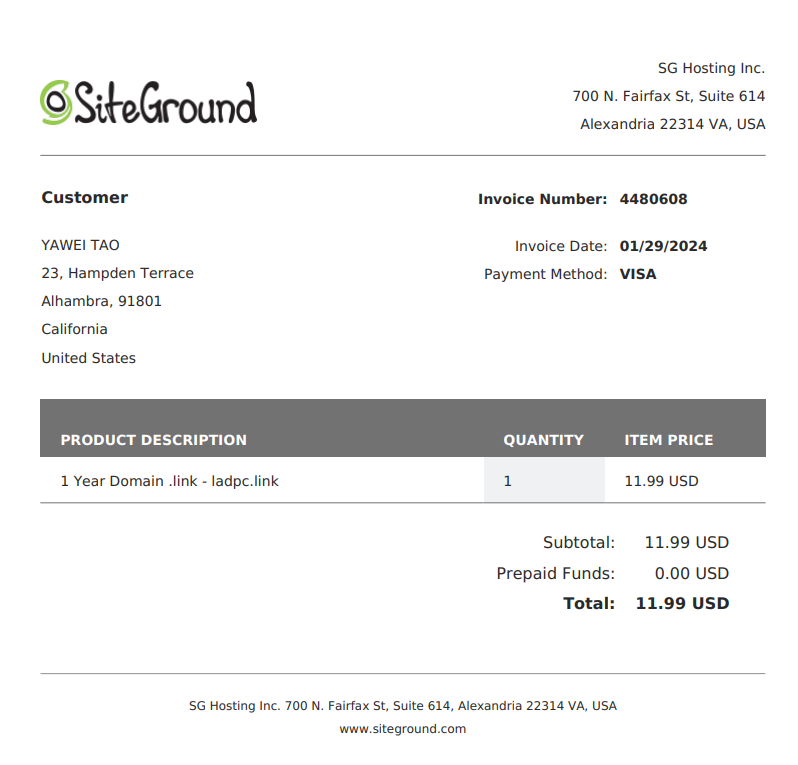 SiteGround
SG Hosting Inc.
700 N. Fairfax St, Suite 614
Alexandria 22314 VA, USA
Customer
YAWEI TAO
23, Hampden Terrace
Alhambra, 91801
California
United States
Invoice Number: 4480608
Invoice Date: 01/29/2024
Payment Method: VISA
PRODUCT DESCRIPTION QUANTITY ITEM PRICE
1 Year Domain .link - ladpc.link 1 11.99 USD
Subtotal: 11.99 USD
Prepaid Funds: 0.00 USD
Total: 11.99 USD
SG Hosting Inc. 700 N. Fairfax St, Suite 614, Alexandria 22314 VA, USA
www.siteground.com